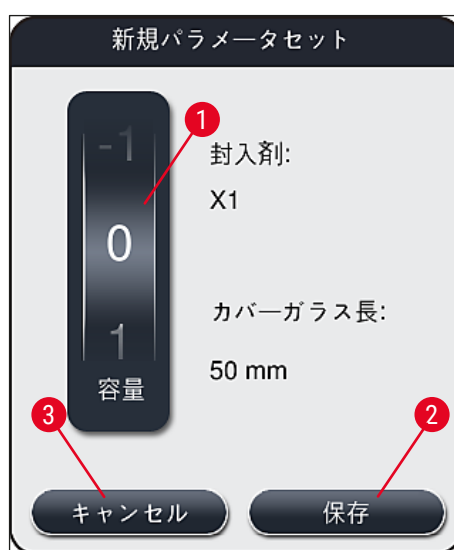 新規パラメータセット
1
-1
封入剤:
X1
0
カバーガラス長:
1
50 mm
容量
3
2
キャンセル
保存